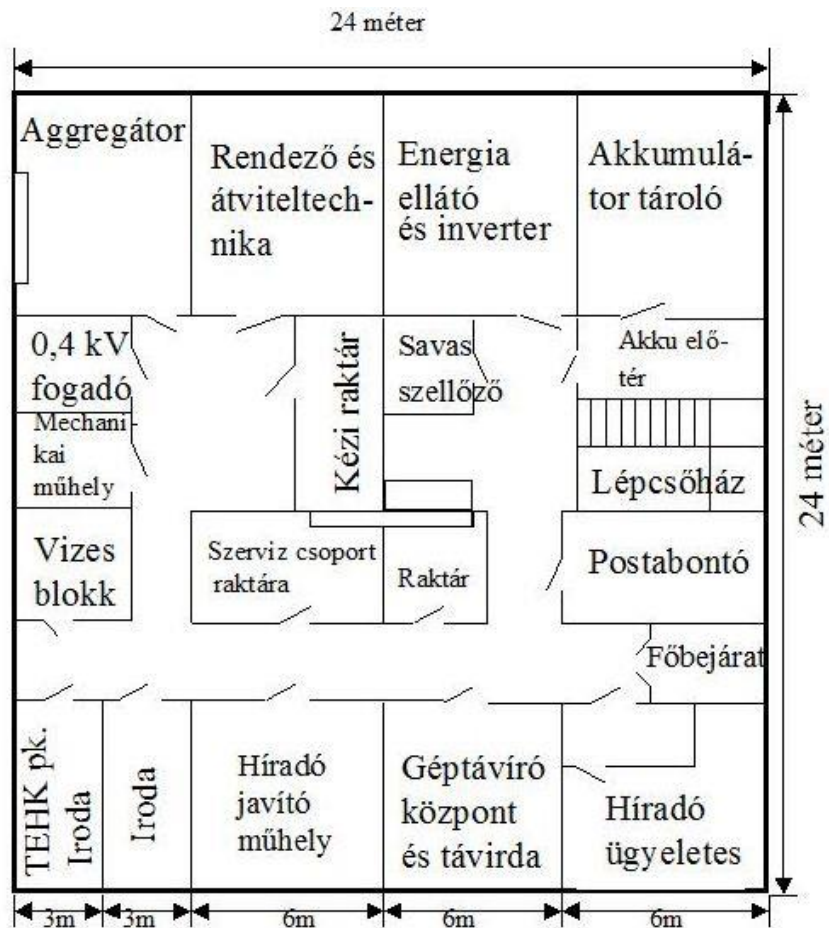 24 méter
Aggregátor
Rendező és
átviteltech-
nika
Energia
ellátó
és inverter
Akkumulá-
tor tároló
0,4 kV
fogadó
Kézi raktár
Savas
szellőző
Akku elő-
tér
Mechani-
kai
műhely
Lépcsőház
24 méter
Vizes
blokk
Szerviz csoport
raktára
Raktár
Postabontó
Főbejárat
TEHK pk.
Iroda
Iroda
Híradó
javító
műhely
Géptávíró
központ
és távirda
Híradó
ügyeletes
3m
3m
6m
6m
6m